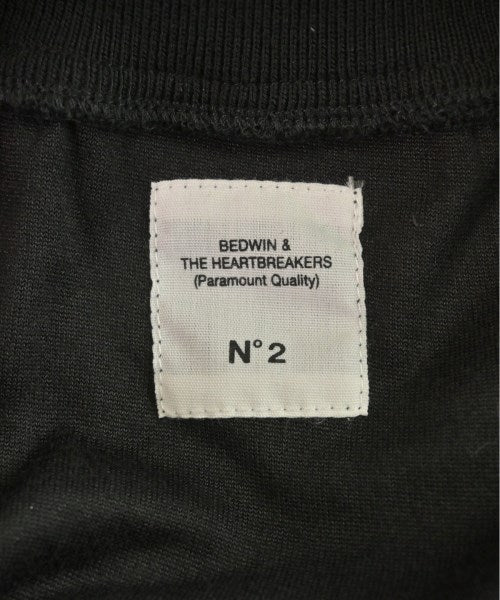 BEDWIN &
THE HEARTBREAKERS
(Paramount Quality)
N° 2